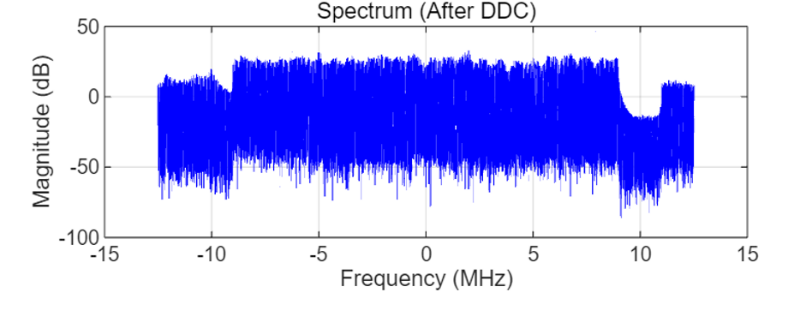 Spectrum (After DDC)
50
0
-50
-100
Magnitude (dB)
-15 -10 -5 0 5 10 15
Frequency (MHz)